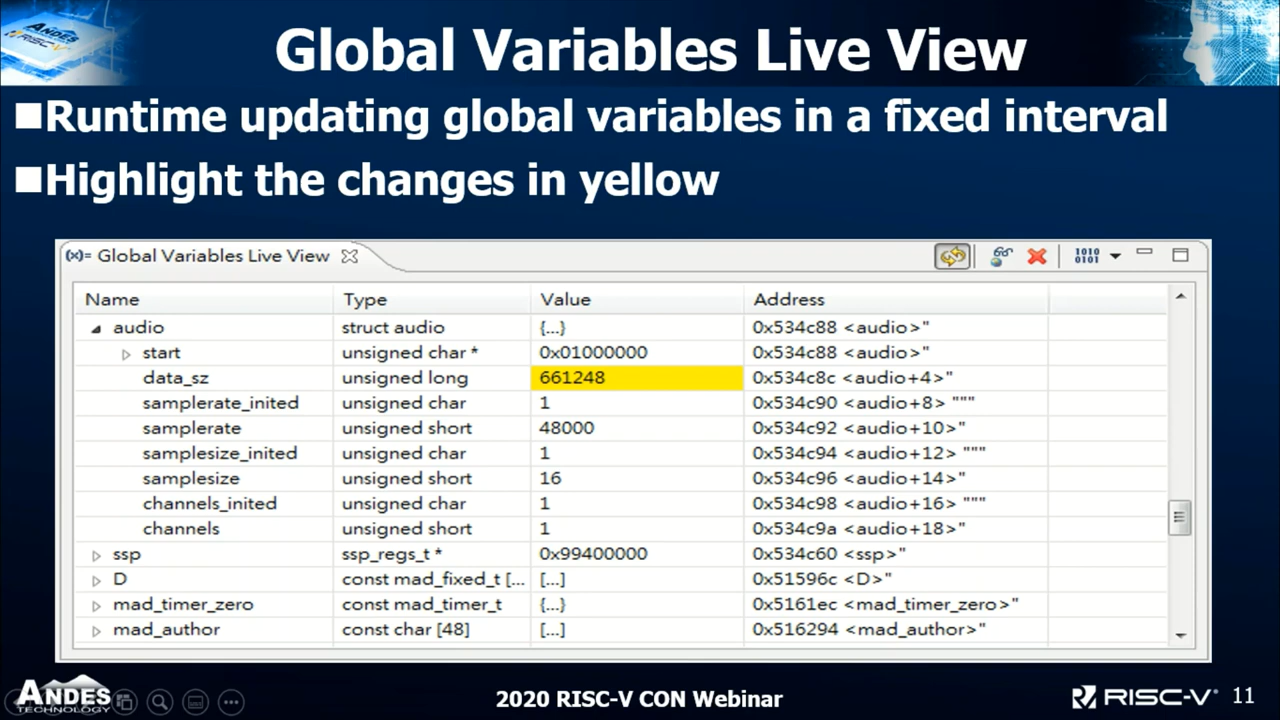 ANDES
RISC-V
Global Variables Live View
Runtime updating global variables in a fixed interval
Highlight the changes in yellow
(x)= Global Variables Live View
1010
0101
Name Type Value Address
audio struct audio {...} 0x534c88 <audio>"
start unsigned char * 0x01000000 0x534c88 <audio>"
data_sz unsigned long 661248 0x534c8c <audio+4>"
samplerate_inited unsigned char 1 0x534c90 <audio+8> """
samplerate unsigned short 48000 0x534c92 <audio+10>"
samplesize_inited unsigned char 1 0x534c94 <audio+12> """
samplesize unsigned short 16 0x534c96 <audio+14>"
channels_inited unsigned char 1 0x534c98 <audio+16> """
channels unsigned short 1 0x534c9a <audio+18>"
ssp ssp_regs_t * 0x99400000 0x534c60 <ssp>"
D const mad_fixed_t [... [...] 0x51596c <D>"
mad_timer_zero const mad_timer_t {...} 0x5161ec <mad_timer_zero>"
mad_author const char [48] [...] 0x516294 <mad_author>"
ANDES
TECHNOLOGY
2020 RISC-V CON Webinar
RISC-V®
11